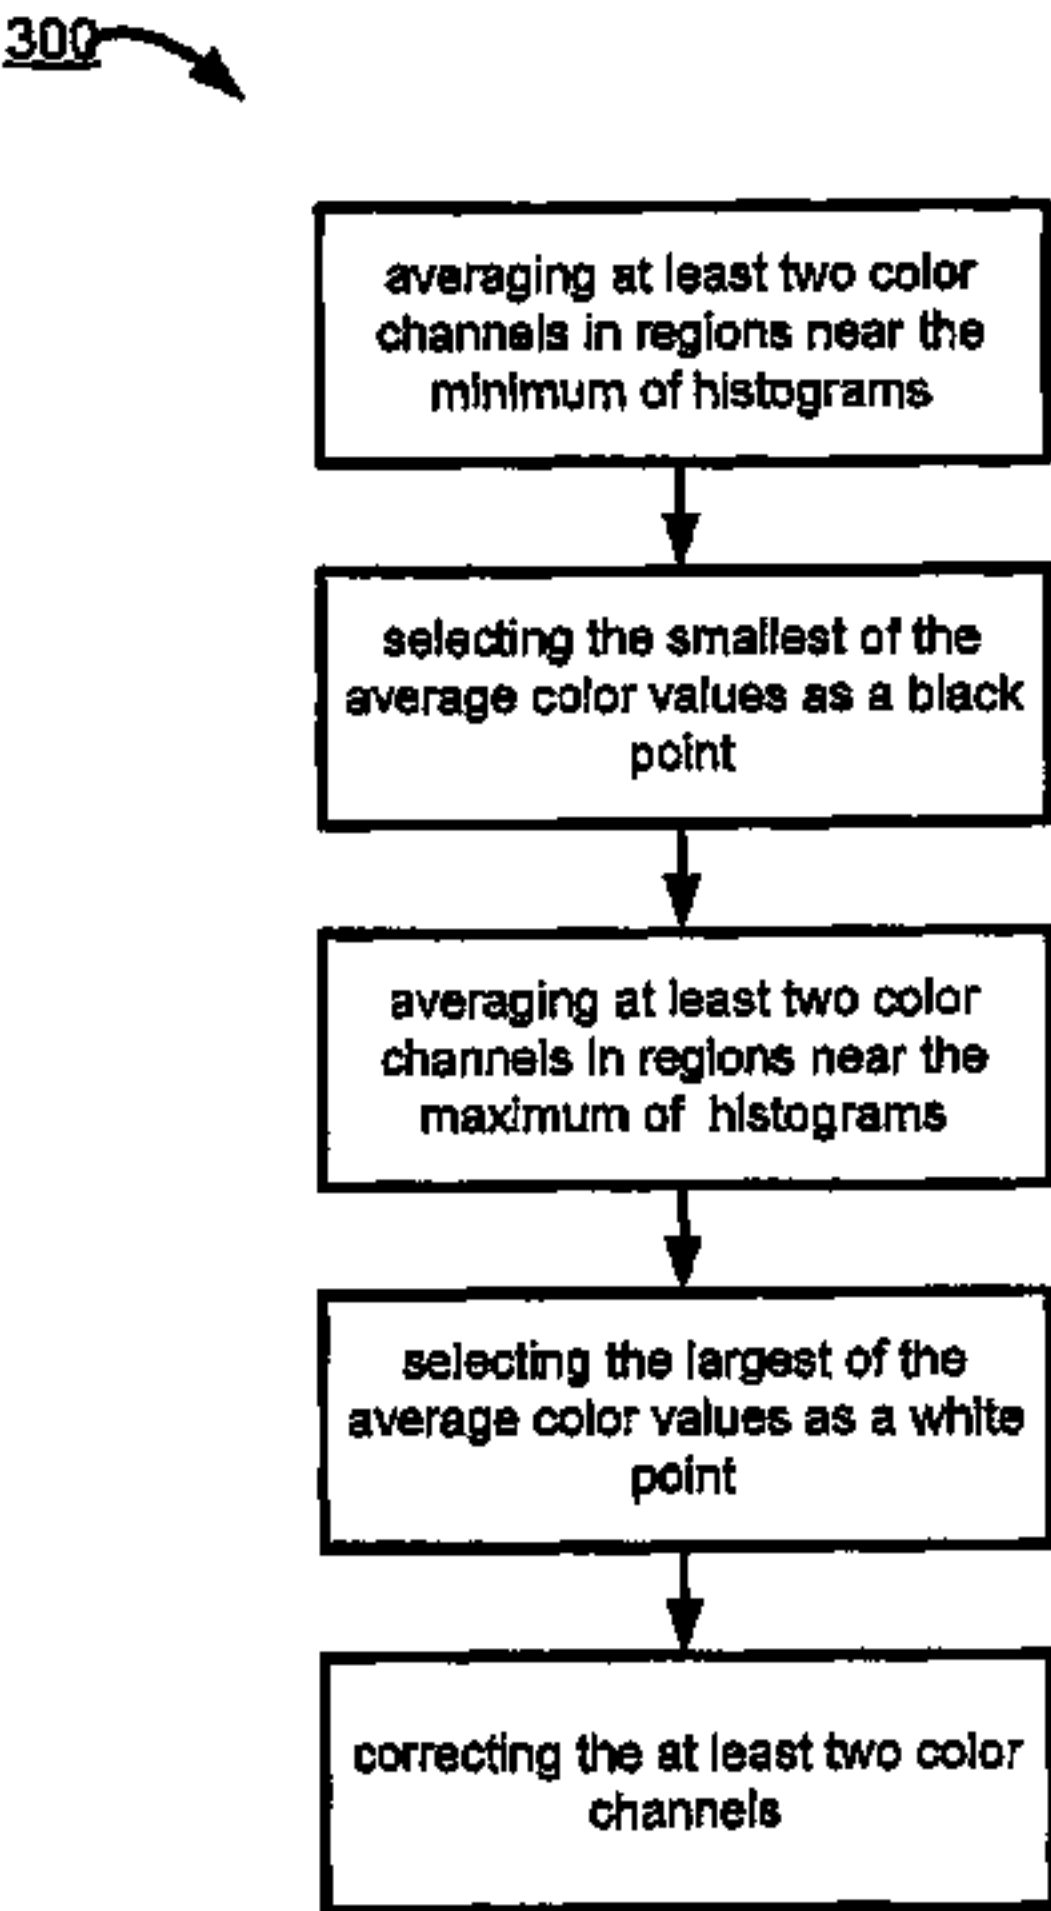 300
averaging at least two color
channels in regions near the
minimum of histograms
selecting the smallest of the
average color values as a black
point
averaging at least two color
channels in regions near the
maximum of histograms
selecting the largest of the
average color values as a white
point
correcting the at least two color
channels